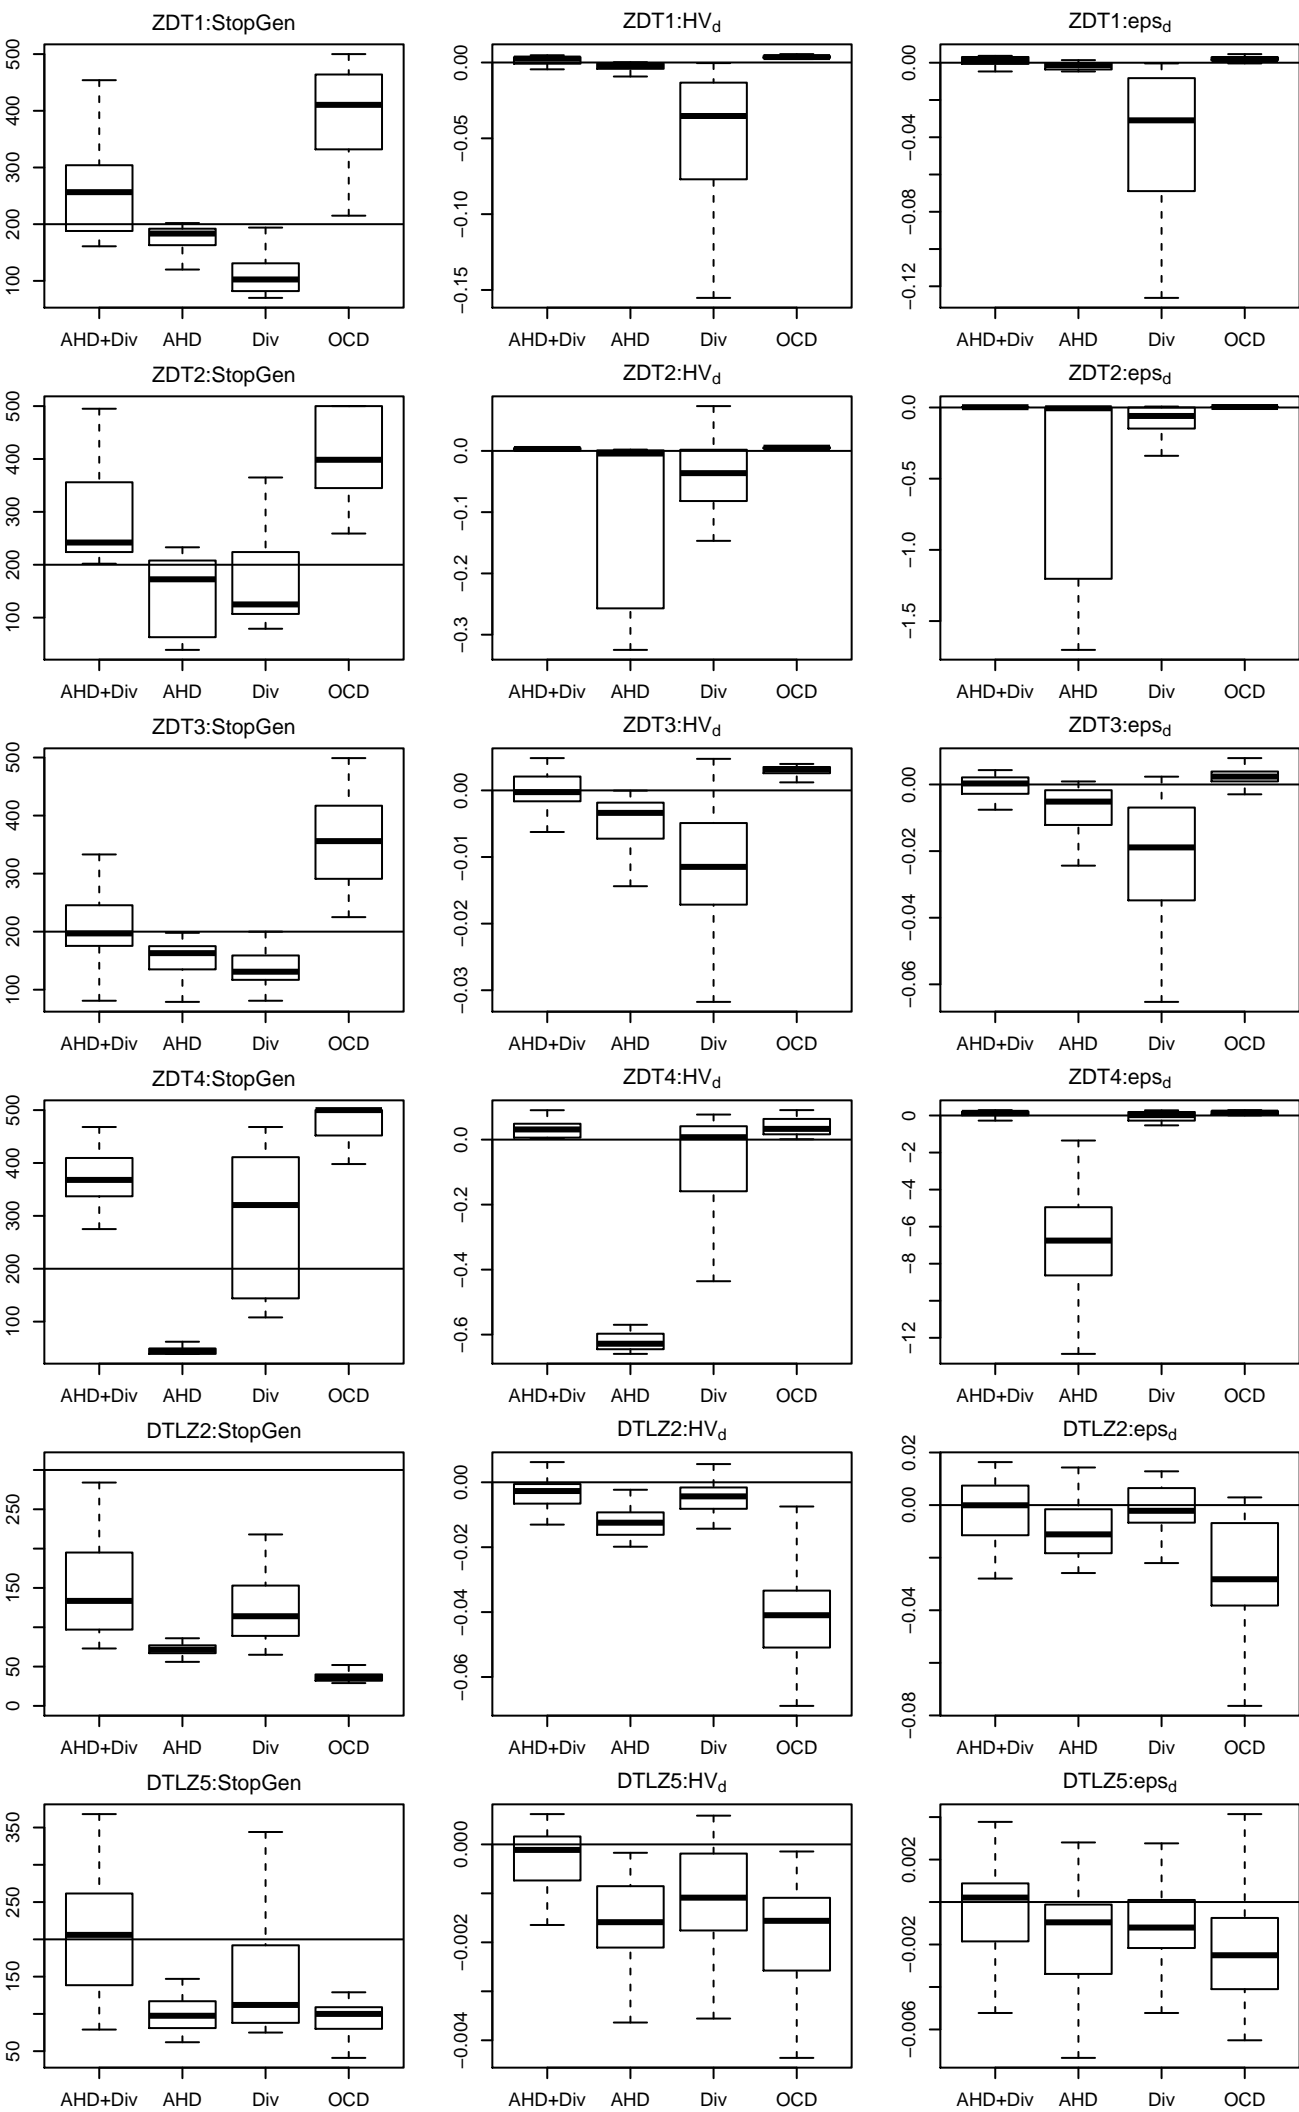 ZDT1:StopGen ZDT1:HVd ZDT1:epsd
500 400 300 200 100
0.00 −0.05 −0.10 −0.15
0.00 −0.04 −0.08 −0.12
AHD+Div AHD Div OCD AHD+Div AHD Div OCD AHD+Div AHD Div OCD
ZDT2:StopGen ZDT2:HVd ZDT2:epsd
500 400 300 200 100
0.0 −0.1 −0.2 −0.3
0.0 −0.5 −1.0 −1.5
AHD+Div AHD Div OCD AHD+Div AHD Div OCD AHD+Div AHD Div OCD
ZDT3:StopGen ZDT3:HVd ZDT3:epsd
500 400 300 200 100
0.00 −0.01 −0.02 −0.03
0.00 −0.02 −0.04 −0.06
AHD+Div AHD Div OCD AHD+Div AHD Div OCD AHD+Div AHD Div OCD
ZDT4:StopGen ZDT4:HVd ZDT4:epsd
500 400 300 200 100
0.0 −0.2 −0.4 −0.6
0 −2 −4 −6 −8 −12
AHD+Div AHD Div OCD AHD+Div AHD Div OCD AHD+Div AHD Div OCD
DTLZ2:StopGen DTLZ2:HVd DTLZ2:epsd
250 150 50 0
0.00 −0.02 −0.04 −0.06
0.02 0.00 −0.04 −0.08
AHD+Div AHD Div OCD AHD+Div AHD Div OCD AHD+Div AHD Div OCD
DTLZ5:StopGen DTLZ5:HVd DTLZ5:epsd
350 250 150 50
0.000 −0.002 −0.004
0.002 −0.002 −0.006
AHD+Div AHD Div OCD AHD+Div AHD Div OCD AHD+Div AHD Div OCD